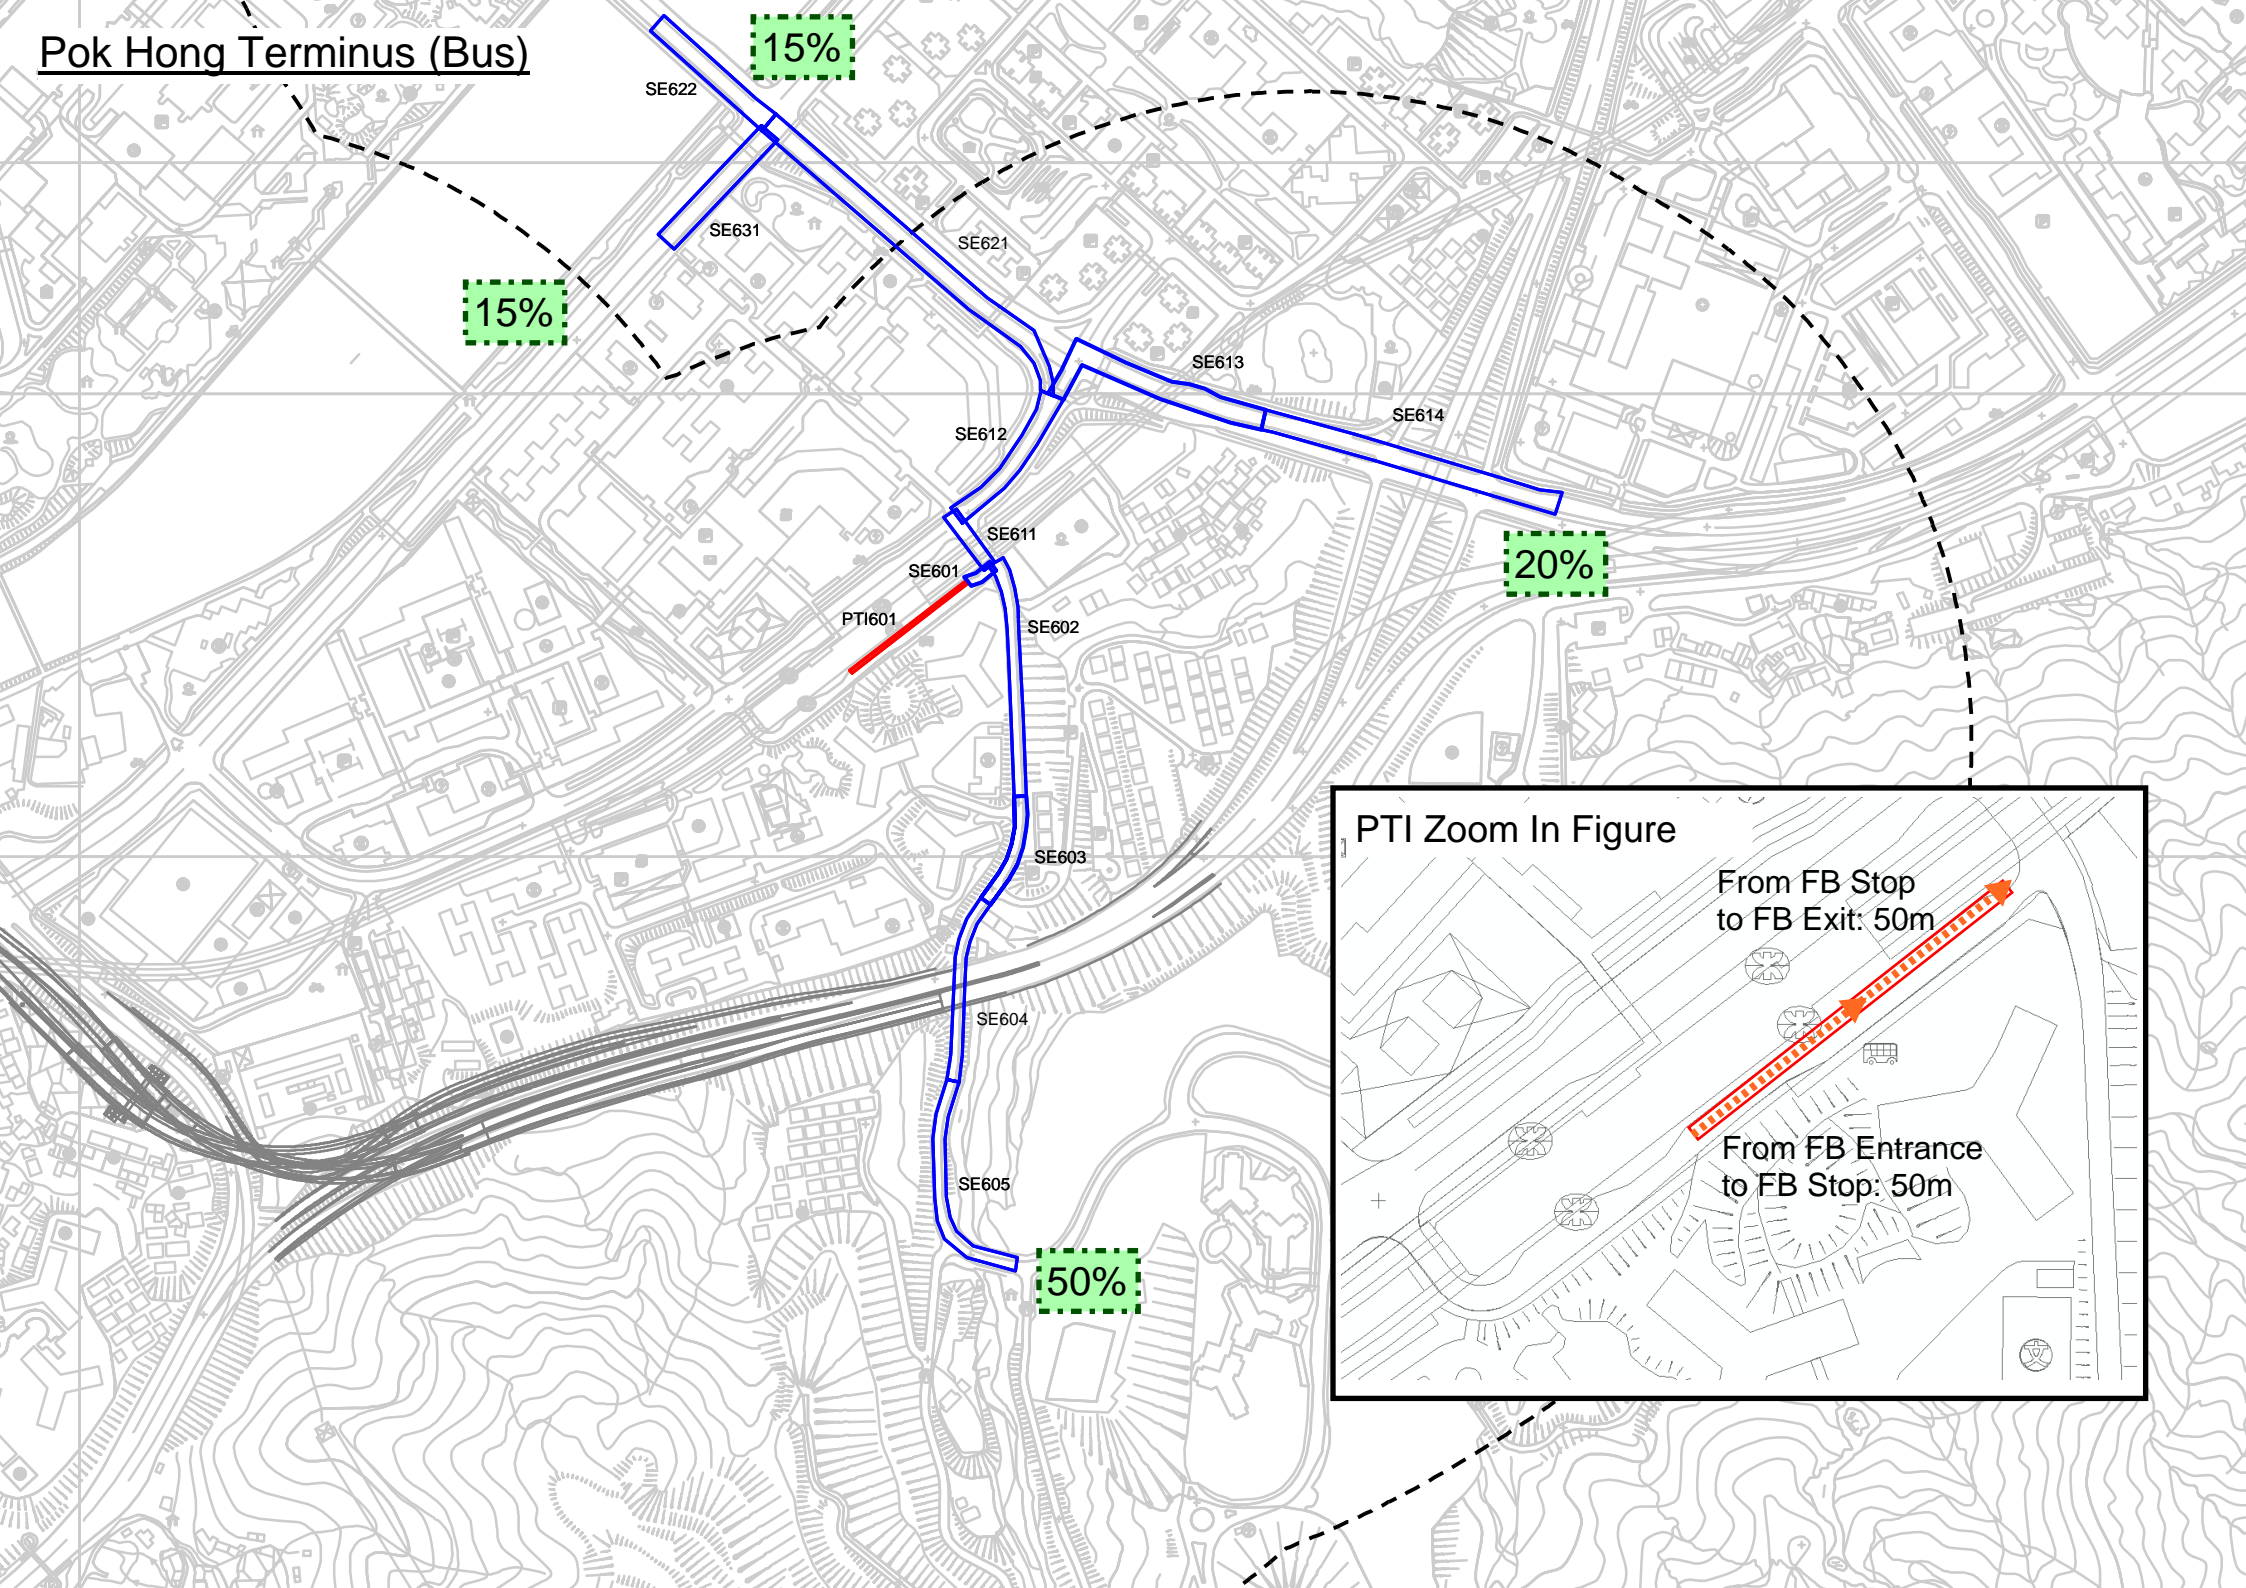 Pok Hong Terminus (Bus)
15%
SE622
SE631
SE621
15%
SE613
SE614
SE612
SE611
20%
SE601
PTI601
SE602
SE603
SE604
SE605
50%
PTI Zoom In Figure
From FB Stop
to FB Exit: 50m
From FB Entrance
to FB Stop: 50m
文